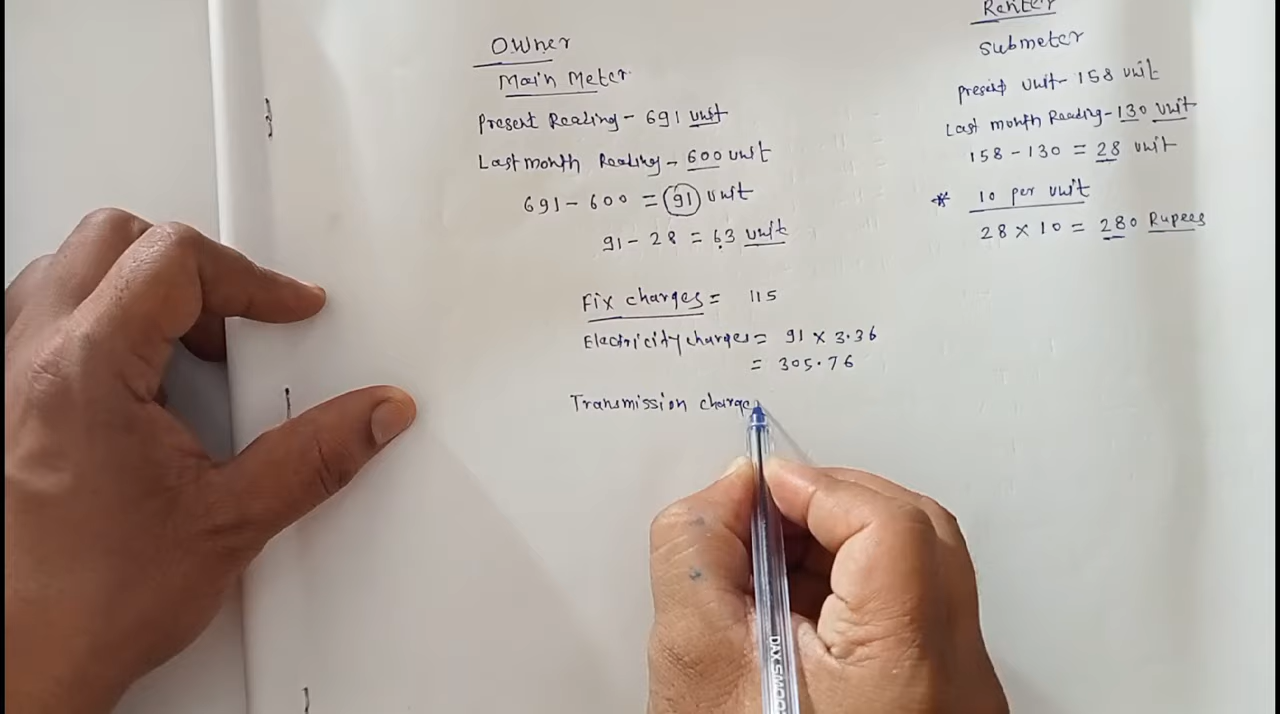 Owner
Main Meter
Present Reading - 691 unit
Last month Reading - 600 unit
691 - 600 = 91 unit
91 - 28 = 63 unit
Fix charges = 115
Electricity charges = 91 × 3.36
= 305.76
Transmission charge
Renter
Submeter
present unit - 158 unit
Last month Reading - 130 unit
158 - 130 = 28 unit
* 10 per unit
28 × 10 = 280 Rupees